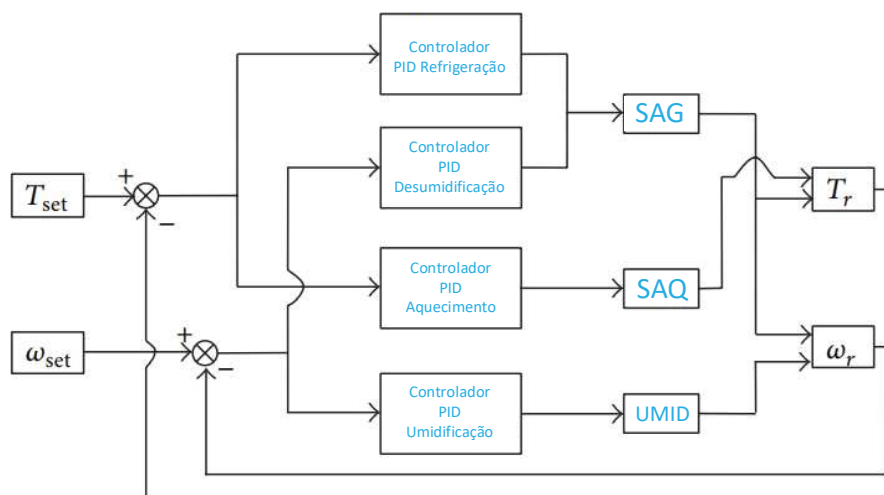 Controlador
PID Refrigeração
SAG
Controlador
PID
Desumidificação
T_set
+
−
T_r
Controlador
PID
Aquecimento
SAQ
ω_set
+
−
ω_r
Controlador
PID
Umidificação
UMID